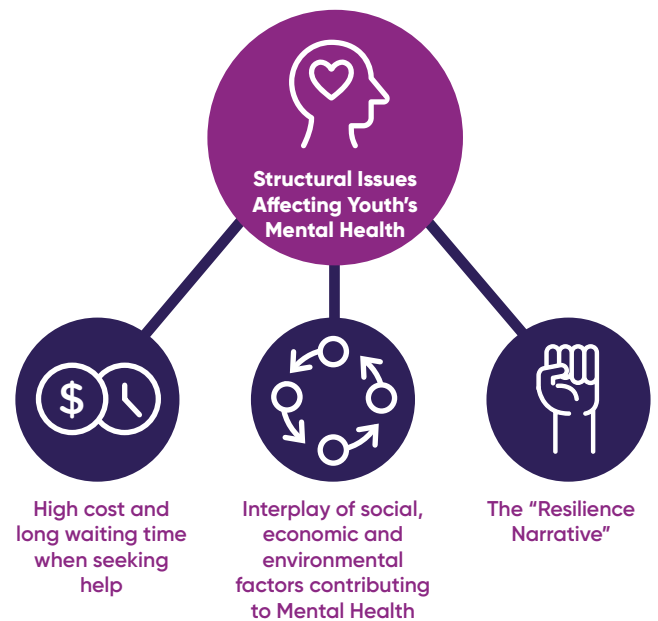 Structural Issues
Affecting Youth's
Mental Health
$
High cost and
long waiting time
when seeking
help
Interplay of social,
economic and
environmental
factors contributing
to Mental Health
The “Resilience
Narrative”